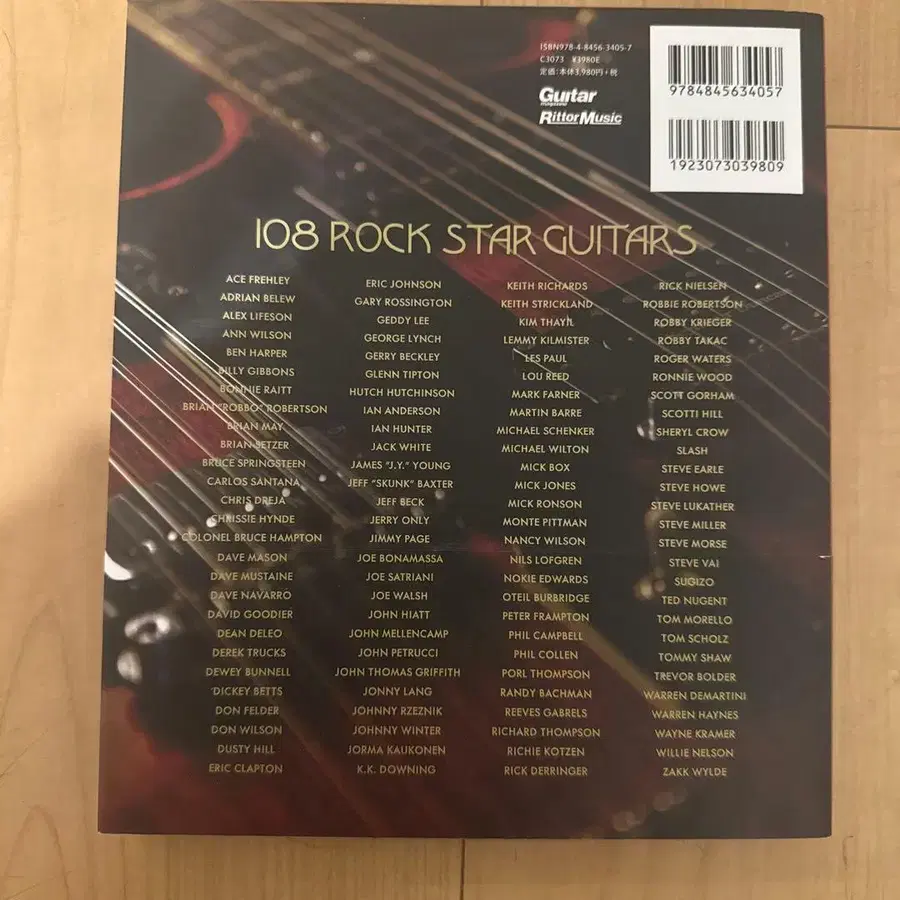 ISBN978-4-8456-3405-7
C3073 ¥3980E
定価:本体3,980円+税
Guitar
magazine
RittorMusic
9784845634057
1923073039809
108 ROCK STAR GUITARS
ACE FREHLEY
ADRIAN BELEW
ALEX LIFESON
ANN WILSON
BEN HARPER
BILLY GIBBONS
BONNIE RAITT
BRIAN "ROBBO" ROBERTSON
BRIAN MAY
BRIAN SETZER
BRUCE SPRINGSTEEN
CARLOS SANTANA
CHRIS DREJA
CHRISSIE HYNDE
COLONEL BRUCE HAMPTON
DAVE MASON
DAVE MUSTAINE
DAVE NAVARRO
DAVID GOODIER
DEAN DELEO
DEREK TRUCKS
DEWEY BUNNELL
DICKEY BETTS
DON FELDER
DON WILSON
DUSTY HILL
ERIC CLAPTON
ERIC JOHNSON
GARY ROSSINGTON
GEDDY LEE
GEORGE LYNCH
GERRY BECKLEY
GLENN TIPTON
HUTCH HUTCHINSON
IAN ANDERSON
IAN HUNTER
JACK WHITE
JAMES "J.Y." YOUNG
JEFF "SKUNK" BAXTER
JEFF BECK
JERRY ONLY
JIMMY PAGE
JOE BONAMASSA
JOE SATRIANI
JOE WALSH
JOHN HIATT
JOHN MELLENCAMP
JOHN PETRUCCI
JOHN THOMAS GRIFFITH
JONNY LANG
JOHNNY RZEZNIK
JOHNNY WINTER
JORMA KAUKONEN
K.K. DOWNING
KEITH RICHARDS
KEITH STRICKLAND
KIM THAYIL
LEMMY KILMISTER
LES PAUL
LOU REED
MARK FARNER
MARTIN BARRE
MICHAEL SCHENKER
MICHAEL WILTON
MICK BOX
MICK JONES
MICK RONSON
MONTE PITTMAN
NANCY WILSON
NILS LOFGREN
NOKIE EDWARDS
OTEIL BURBRIDGE
PETER FRAMPTON
PHIL CAMPBELL
PHIL COLLEN
PORL THOMPSON
RANDY BACHMAN
REEVES GABRELS
RICHARD THOMPSON
RICHIE KOTZEN
RICK DERRINGER
RICK NIELSEN
ROBBIE ROBERTSON
ROBBY KRIEGER
ROBBY TAKAC
ROGER WATERS
RONNIE WOOD
SCOTT GORHAM
SCOTTI HILL
SHERYL CROW
SLASH
STEVE EARLE
STEVE HOWE
STEVE LUKATHER
STEVE MILLER
STEVE MORSE
STEVE VAI
SUGIZO
TED NUGENT
TOM MORELLO
TOM SCHOLZ
TOMMY SHAW
TREVOR BOLDER
WARREN DEMARTINI
WARREN HAYNES
WAYNE KRAMER
WILLIE NELSON
ZAKK WYLDE